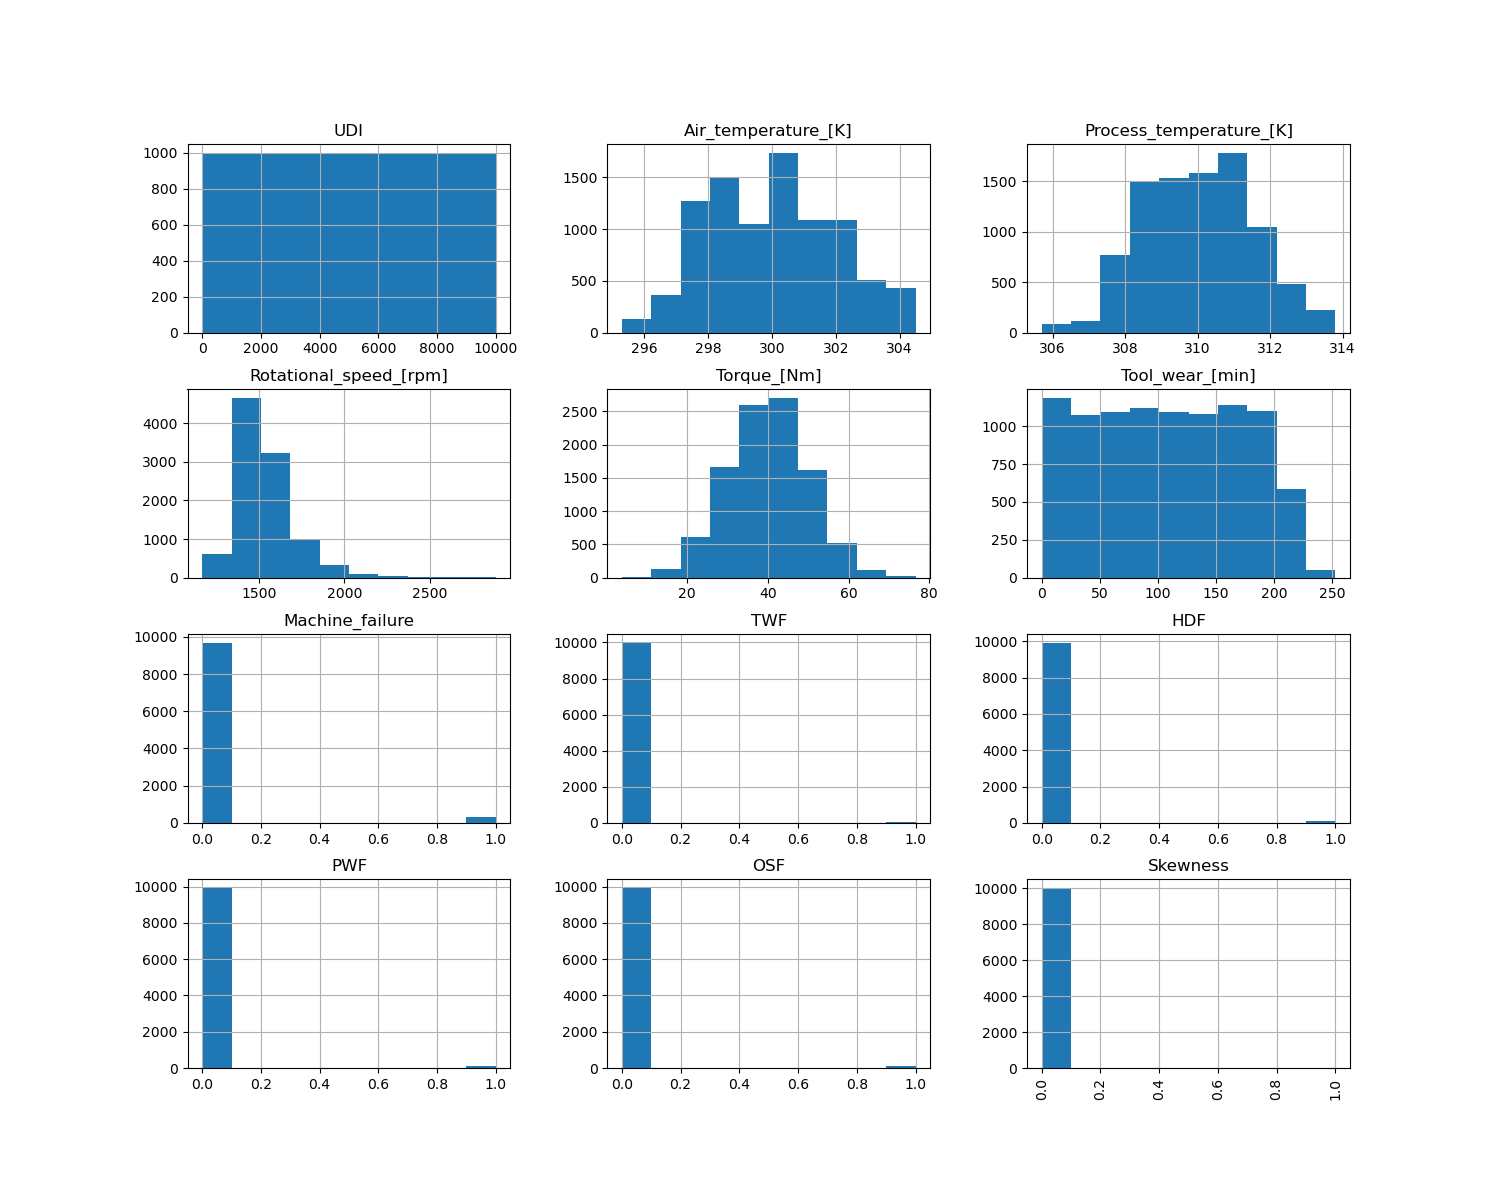 UDI Air_temperature_[K] Process_temperature_[K]
1000 800 600 400 200 0
0 2000 4000 6000 8000 10000
1500 1000 500 0
296 298 300 302 304
1500 1000 500 0
306 308 310 312 314
Rotational_speed_[rpm] Torque_[Nm] Tool_wear_[min]
4000 3000 2000 1000 0
1500 2000 2500
2500 2000 1500 1000 500 0
20 40 60 80
1000 750 500 250 0
0 50 100 150 200 250
Machine_failure TWF HDF
10000 8000 6000 4000 2000 0
0.0 0.2 0.4 0.6 0.8 1.0
10000 8000 6000 4000 2000 0
0.0 0.2 0.4 0.6 0.8 1.0
10000 8000 6000 4000 2000 0
0.0 0.2 0.4 0.6 0.8 1.0
PWF OSF Skewness
10000 8000 6000 4000 2000 0
0.0 0.2 0.4 0.6 0.8 1.0
10000 8000 6000 4000 2000 0
0.0 0.2 0.4 0.6 0.8 1.0
10000 8000 6000 4000 2000 0
0.0 0.2 0.4 0.6 0.8 1.0